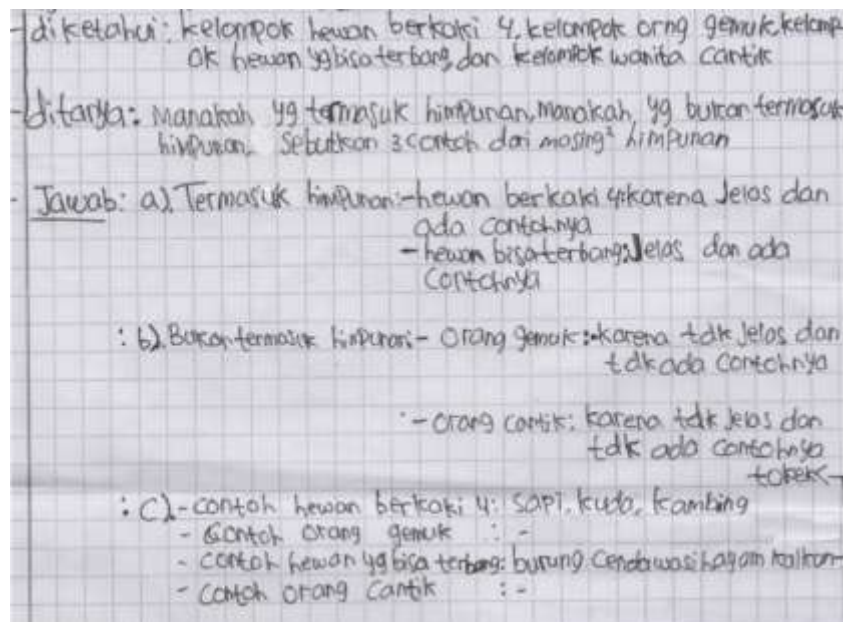 - diketahui: kelompok hewan berkaki 4, kelompok orng gemuk, kelomp
ok hewan yg bisa terbang, dan kelompok wanita cantik
- ditanya: Manakah yg termasuk himpunan, manakah yg bukan termasuk
himpunan. Sebutkan 3 contoh dari masing² himpunan
- Jawab: a). Termasuk himpunan: - hewan berkaki 4: karena Jelas dan
ada contohnya
- hewan bisa terbang: Jelas dan ada
contohnya
: b). Bukan termasuk himpunan - orang gemuk: karena tdk Jelas dan
tdk ada contohnya
- orang cantik: karena tdk Jelas dan
tdk ada contohnya
tokek
: c) - contoh hewan berkaki 4: sapi, kuda, kambing
- contoh orang gemuk : -
- contoh hewan yg bisa terbang: burung cendawasih ayam kalkun
- contoh orang cantik : -